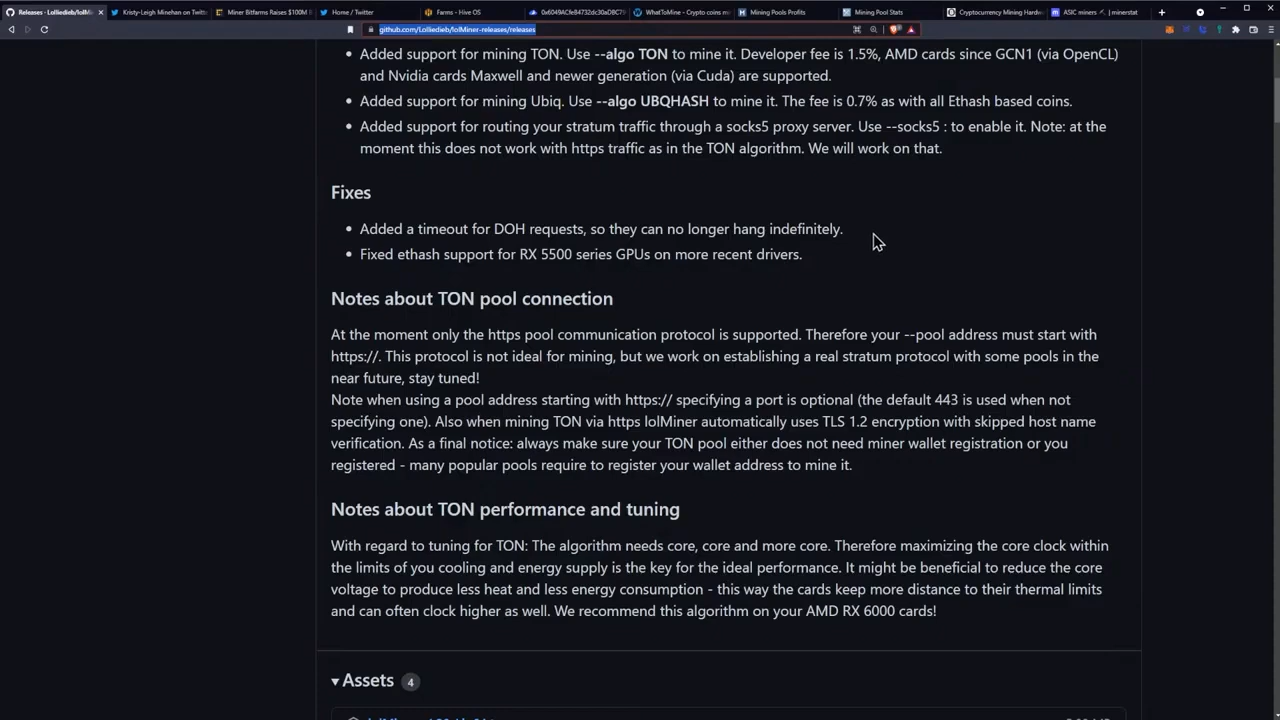 Releases · Lolliedieb/lolMi
Kristy-Leigh Minehan on Twitt
Miner Bitfarms Raises $100M I
Home / Twitter
Farms - Hive OS
WhatToMine - Crypto coins m
Mining Pools Profits
Mining Pool Stats
Cryptocurrency Mining Hardw
ASIC miners | minerstat
github.com/Lolliedieb/lolMiner-releases/releases
• Added support for mining TON. Use --algo TON to mine it. Developer fee is 1.5%, AMD cards since GCN1 (via OpenCL)
and Nvidia cards Maxwell and newer generation (via Cuda) are supported.
• Added support for mining Ubiq. Use --algo UBQHASH to mine it. The fee is 0.7% as with all Ethash based coins.
• Added support for routing your stratum traffic through a socks5 proxy server. Use --socks5 : to enable it. Note: at the
moment this does not work with https traffic as in the TON algorithm. We will work on that.
Fixes
• Added a timeout for DOH requests, so they can no longer hang indefinitely.
• Fixed ethash support for RX 5500 series GPUs on more recent drivers.
Notes about TON pool connection
At the moment only the https pool communication protocol is supported. Therefore your --pool address must start with
https://. This protocol is not ideal for mining, but we work on establishing a real stratum protocol with some pools in the
near future, stay tuned!
Note when using a pool address starting with https:// specifying a port is optional (the default 443 is used when not
specifying one). Also when mining TON via https lolMiner automatically uses TLS 1.2 encryption with skipped host name
verification. As a final notice: always make sure your TON pool either does not need miner wallet registration or you
registered - many popular pools require to register your wallet address to mine it.
Notes about TON performance and tuning
With regard to tuning for TON: The algorithm needs core, core and more core. Therefore maximizing the core clock within
the limits of you cooling and energy supply is the key for the ideal performance. It might be beneficial to reduce the core
voltage to produce less heat and less energy consumption - this way the cards keep more distance to their thermal limits
and can often clock higher as well. We recommend this algorithm on your AMD RX 6000 cards!
Assets 4